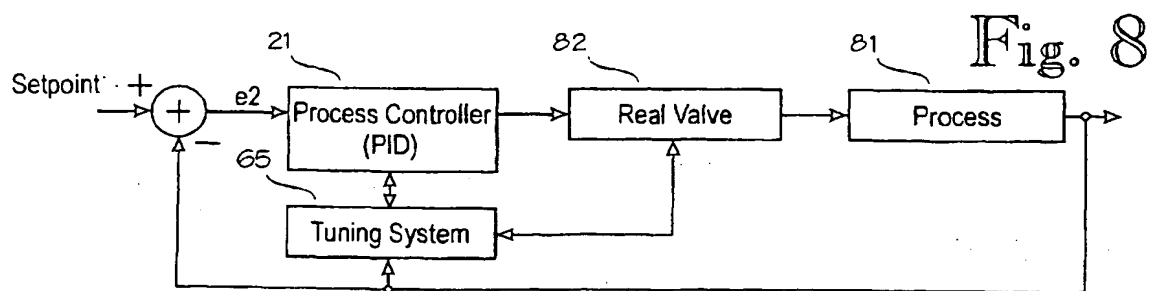 Fig. 8
21
82
81
Setpoint +
+
e2
Process Controller
(PID)
Real Valve
Process
−
65
Tuning System